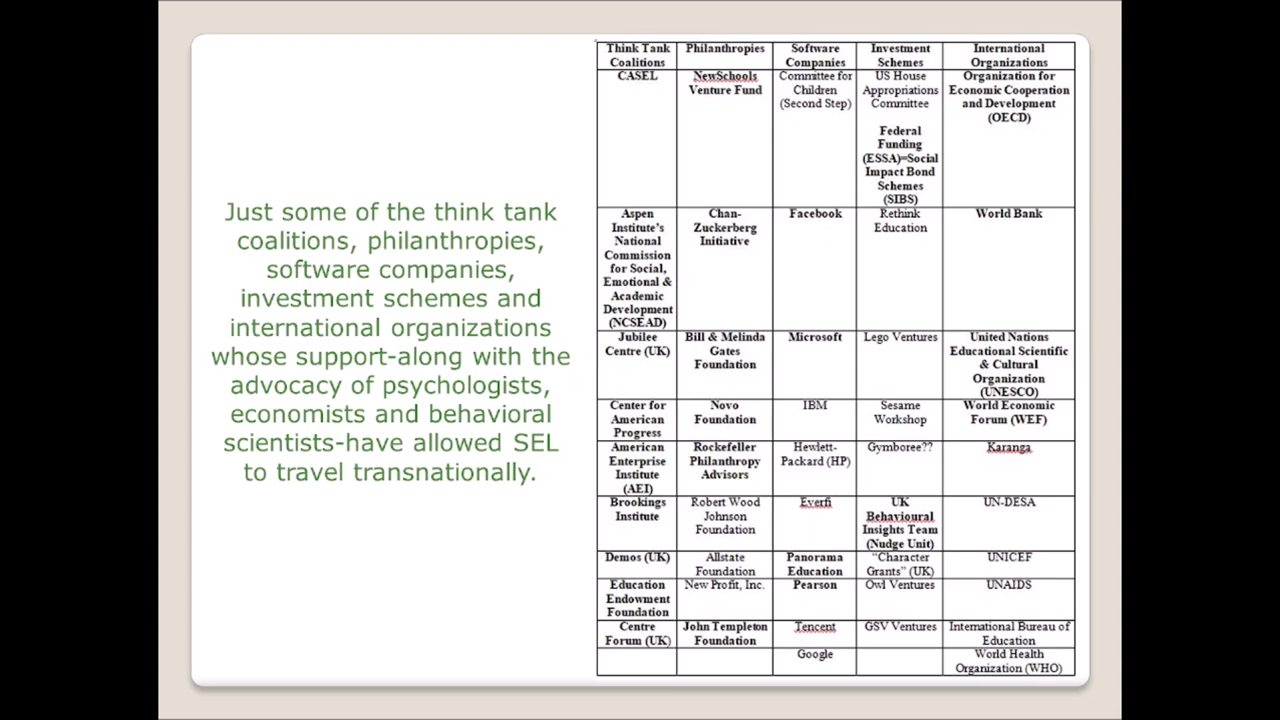 Just some of the think tank
coalitions, philanthropies,
software companies,
investment schemes and
international organizations
whose support-along with the
advocacy of psychologists,
economists and behavioral
scientists-have allowed SEL
to travel transnationally.
Think Tank
Coalitions
Philanthropies
Software
Companies
Investment
Schemes
International
Organizations
CASEL
NewSchools
Venture Fund
Committee for
Children
(Second Step)
US House
Appropriations
Committee
Federal
Funding
(ESSA)=Social
Impact Bond
Schemes
(SIBS)
Organization for
Economic Cooperation
and Development
(OECD)
Aspen
Institute's
National
Commission
for Social,
Emotional &
Academic
Development
(NCSEAD)
Chan-
Zuckerberg
Initiative
Facebook
Rethink
Education
World Bank
Jubilee
Centre (UK)
Bill & Melinda
Gates
Foundation
Microsoft
Lego Ventures
United Nations
Educational Scientific
& Cultural
Organization
(UNESCO)
Center for
American
Progress
Novo
Foundation
IBM
Sesame
Workshop
World Economic
Forum (WEF)
American
Enterprise
Institute
(AEI)
Rockefeller
Philanthropy
Advisors
Hewlett-
Packard (HP)
Gymboree??
Karanga
Brookings
Institute
Robert Wood
Johnson
Foundation
Everfi
UK
Behavioural
Insights Team
(Nudge Unit)
UN-DESA
Demos (UK)
Allstate
Foundation
Panorama
Education
"Character
Grants" (UK)
UNICEF
Education
Endowment
Foundation
New Profit, Inc.
Pearson
Owl Ventures
UNAIDS
Centre
Forum (UK)
John Templeton
Foundation
Tencent
GSV Ventures
International Bureau of
Education
Google
World Health
Organization (WHO)